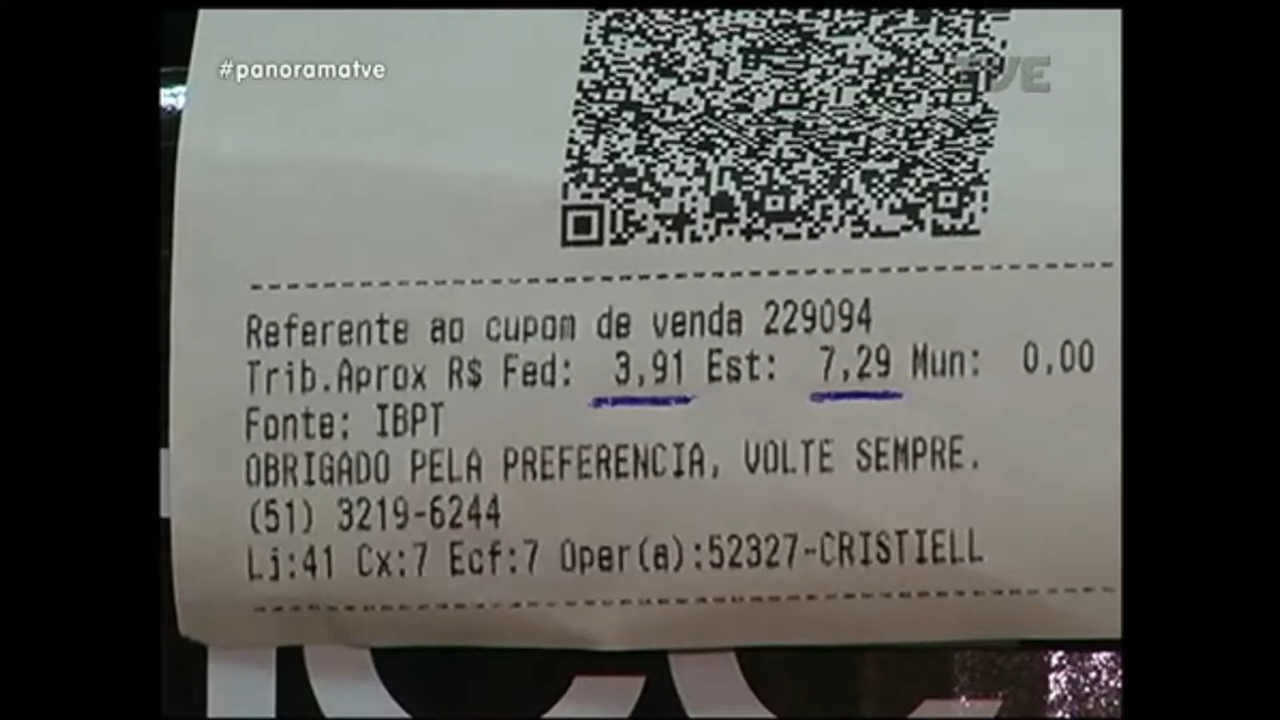 #panoramatve
TVE
Referente ao cupom de venda 229094
Trib.Aprox R$ Fed: 3,91 Est: 7,29 Mun: 0,00
Fonte: IBPT
OBRIGADO PELA PREFERENCIA, VOLTE SEMPRE.
(51) 3219-6244
Lj:41 Cx:7 Ecf:7 Oper(a):52327-CRISTIELL